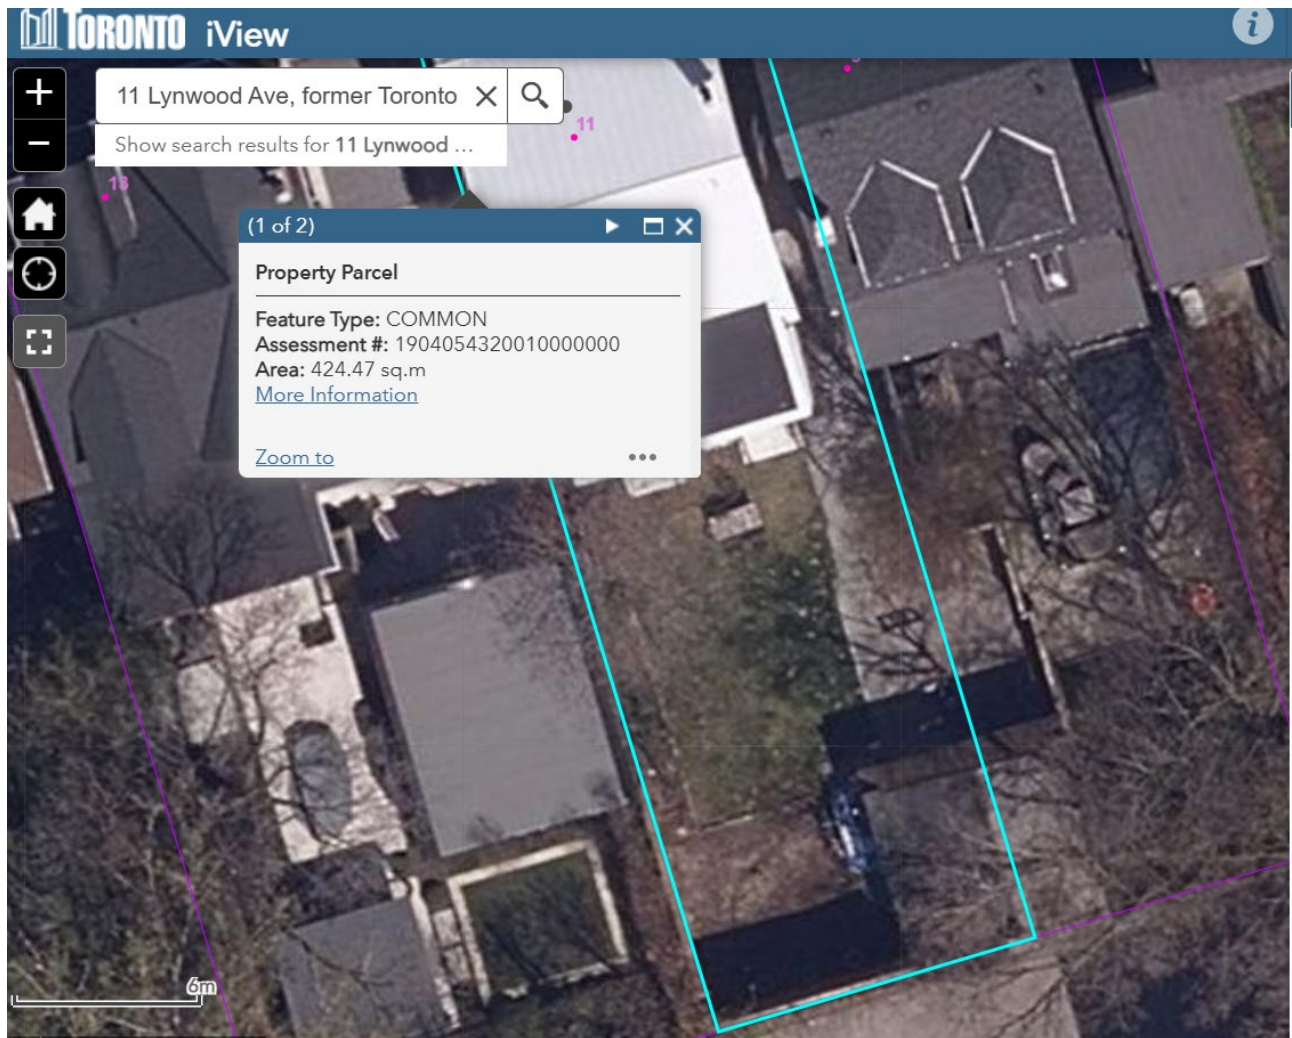 TORONTO iView
11 Lynwood Ave, former Toronto
Show search results for 11 Lynwood ...
11
13
(1 of 2)
Property Parcel
Feature Type: COMMON
Assessment #: 1904054320010000000
Area: 424.47 sq.m
More Information
Zoom to
6m